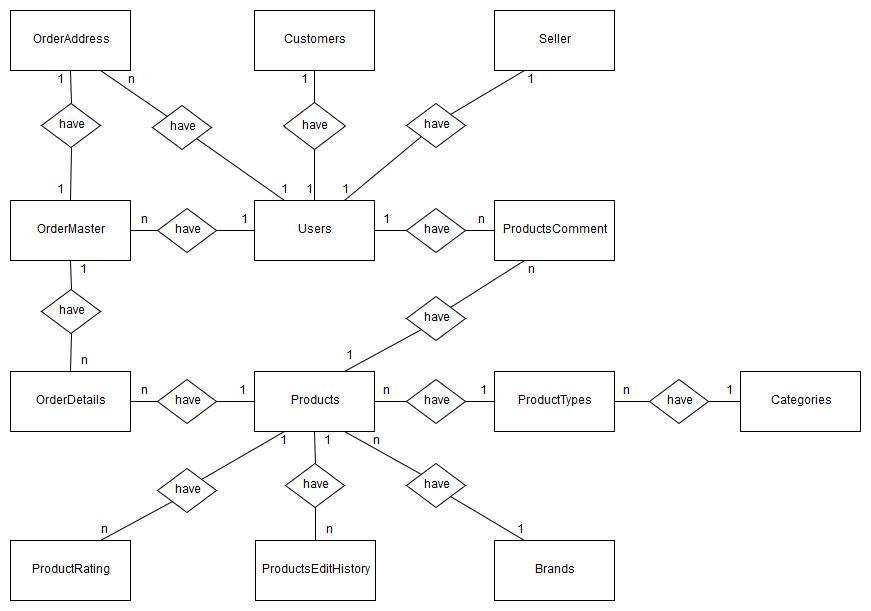 OrderAddress
Customers
Seller
1
n
1
1
have
have
have
have
1
1
1
1
OrderMaster
n
have
1
Users
1
have
n
ProductsComment
1
n
have
have
n
1
OrderDetails
n
have
1
Products
n
have
1
ProductTypes
n
have
1
Categories
1
1
n
have
have
have
n
n
1
ProductRating
ProductsEditHistory
Brands